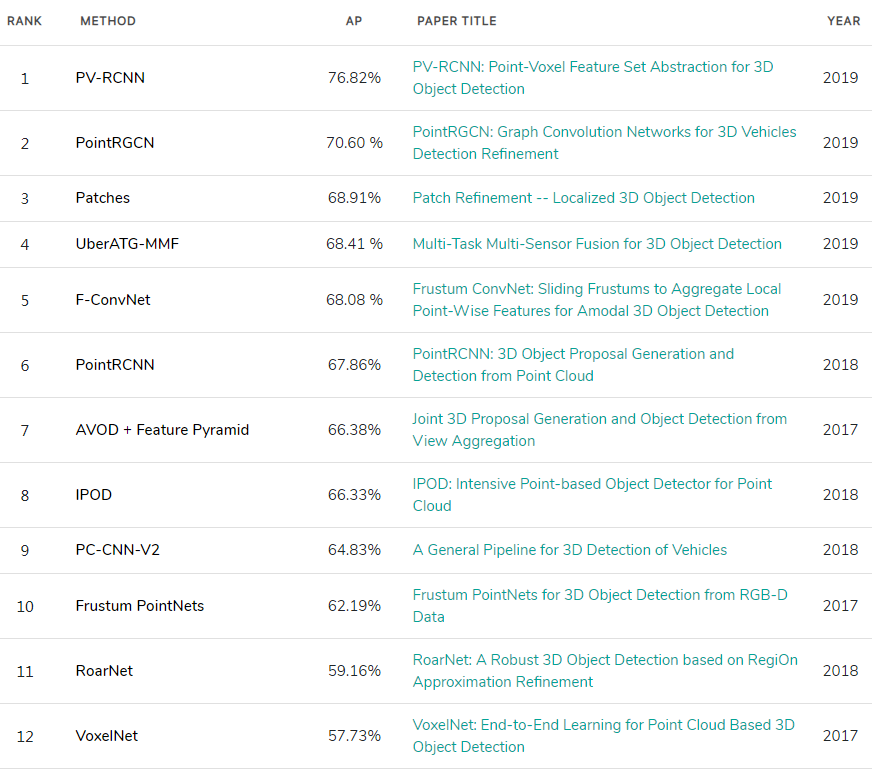 RANK METHOD AP PAPER TITLE YEAR
1 PV-RCNN 76.82% PV-RCNN: Point-Voxel Feature Set Abstraction for 3D 2019
Object Detection
2 PointRGCN 70.60 % PointRGCN: Graph Convolution Networks for 3D Vehicles 2019
Detection Refinement
3 Patches 68.91% Patch Refinement -- Localized 3D Object Detection 2019
4 UberATG-MMF 68.41 % Multi-Task Multi-Sensor Fusion for 3D Object Detection 2019
5 F-ConvNet 68.08 % Frustum ConvNet: Sliding Frustums to Aggregate Local 2019
Point-Wise Features for Amodal 3D Object Detection
6 PointRCNN 67.86% PointRCNN: 3D Object Proposal Generation and 2018
Detection from Point Cloud
7 AVOD + Feature Pyramid 66.38% Joint 3D Proposal Generation and Object Detection from 2017
View Aggregation
8 IPOD 66.33% IPOD: Intensive Point-based Object Detector for Point 2018
Cloud
9 PC-CNN-V2 64.83% A General Pipeline for 3D Detection of Vehicles 2018
10 Frustum PointNets 62.19% Frustum PointNets for 3D Object Detection from RGB-D 2017
Data
11 RoarNet 59.16% RoarNet: A Robust 3D Object Detection based on RegiOn 2018
Approximation Refinement
12 VoxelNet 57.73% VoxelNet: End-to-End Learning for Point Cloud Based 3D 2017
Object Detection